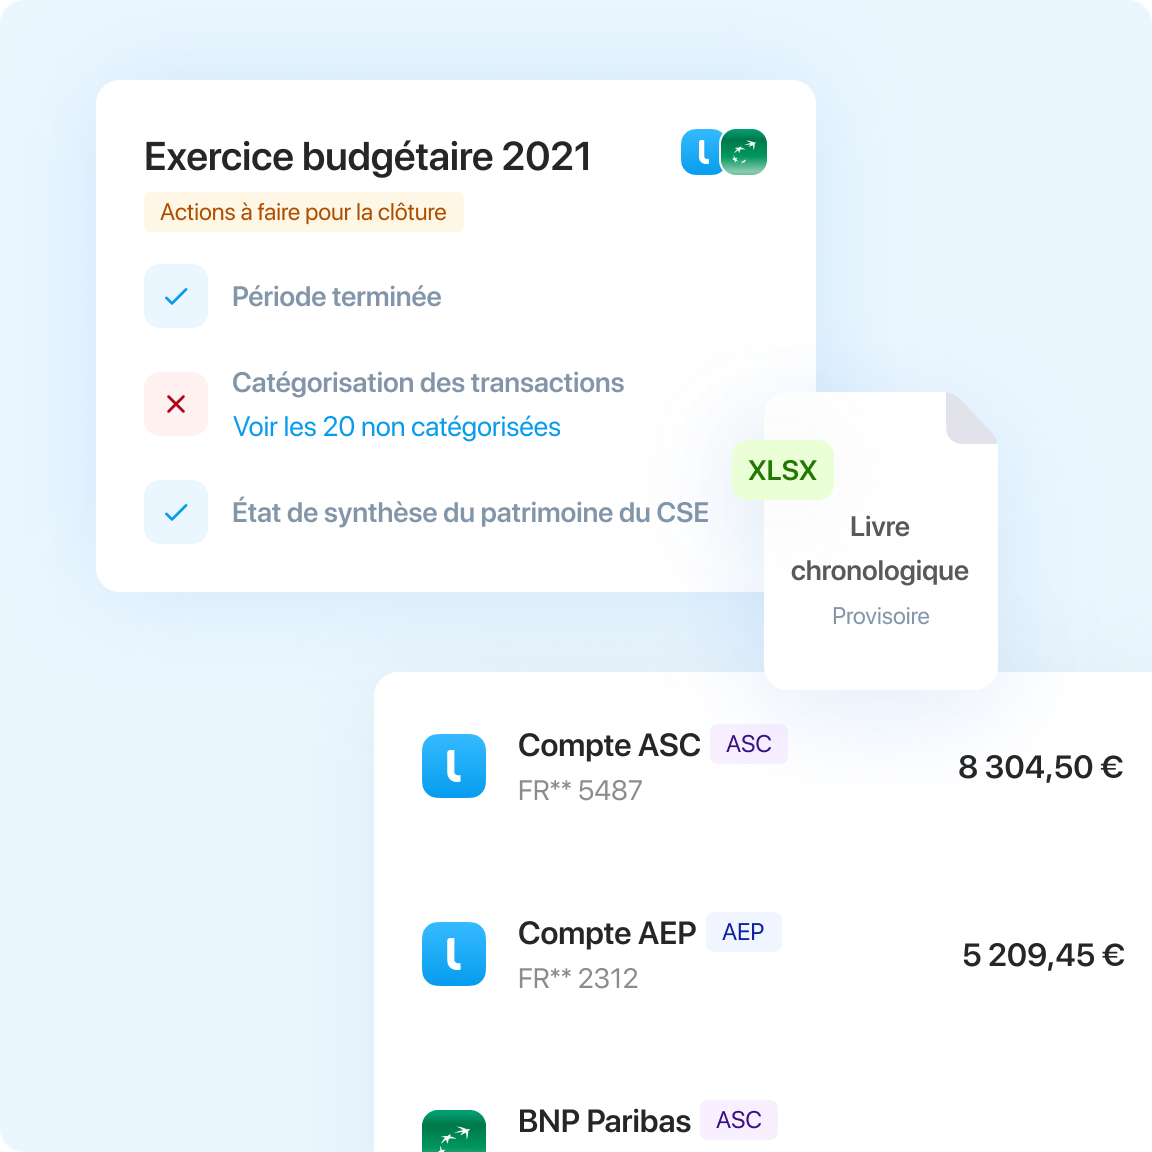 Exercice budgétaire 2021
Actions à faire pour la clôture
Période terminée
Catégorisation des transactions
Voir les 20 non catégorisées
État de synthèse du patrimoine du CSE
XLSX
Livre
chronologique
Provisoire
Compte ASC ASC
FR** 5487
8 304,50 €
Compte AEP AEP
FR** 2312
5 209,45 €
BNP Paribas ASC